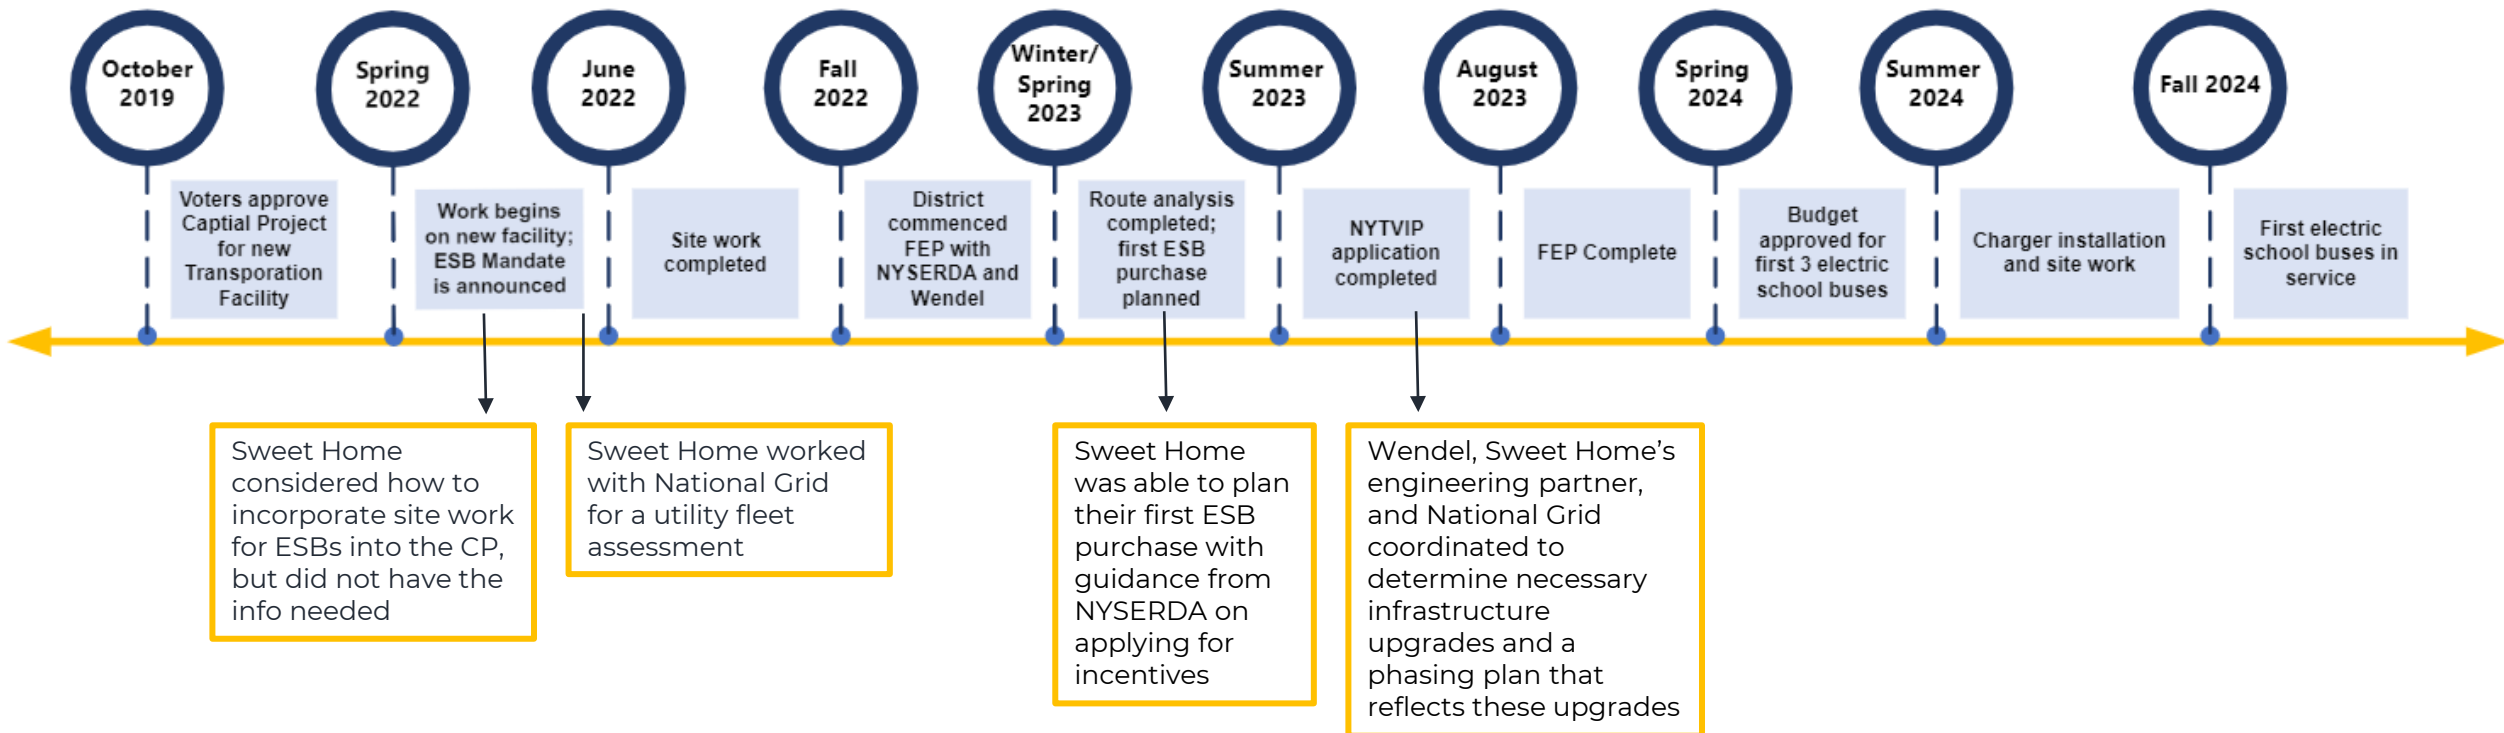 October
2019
Spring
2022
June
2022
Fall
2022
Winter/
Spring
2023
Summer
2023
August
2023
Spring
2024
Summer
2024
Fall 2024
Voters approve
Captial Project
for new
Transporation
Facility
Work begins
on new facility;
ESB Mandate
is announced
Site work
completed
District
commenced
FEP with
NYSERDA and
Wendel
Route analysis
completed;
first ESB
purchase
planned
NYTVIP
application
completed
FEP Complete
Budget
approved for
first 3 electric
school buses
Charger installation
and site work
First electric
school buses in
service
Sweet Home
considered how to
incorporate site work
for ESBs into the CP,
but did not have the
info needed
Sweet Home worked
with National Grid
for a utility fleet
assessment
Sweet Home
was able to plan
their first ESB
purchase with
guidance from
NYSERDA on
applying for
incentives
Wendel, Sweet Home’s
engineering partner,
and National Grid
coordinated to
determine necessary
infrastructure
upgrades and a
phasing plan that
reflects these upgrades